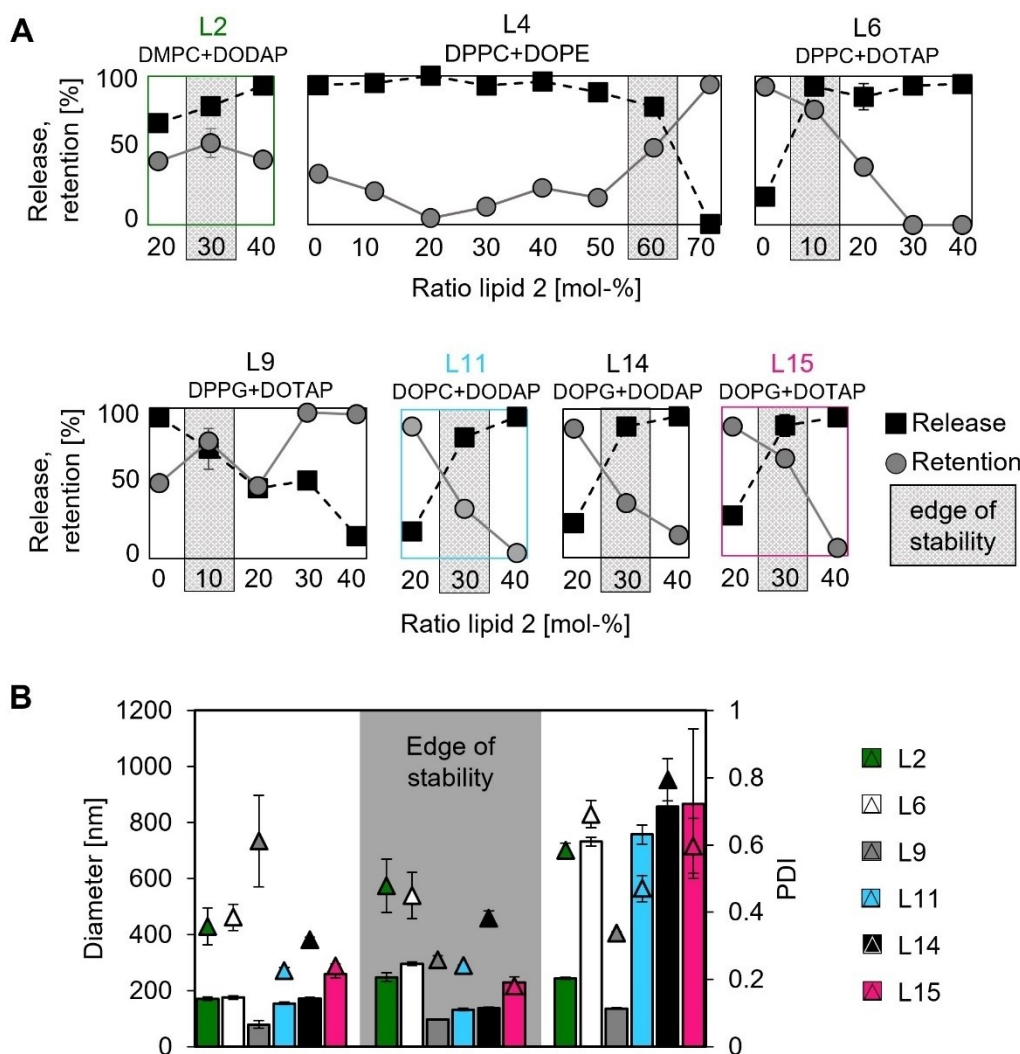 A
L2
DMPC+DODAP
L4
DPPC+DOPE
L6
DPPC+DOTAP
Release,
retention [%]
100
50
0
20 30 40
0 10 20 30 40 50 60 70
0 10 20 30 40
Ratio lipid 2 [mol-%]
L9
DPPG+DOTAP
L11
DOPC+DODAP
L14
DOPG+DODAP
L15
DOPG+DOTAP
Release,
retention [%]
100
50
0
0 10 20 30 40
20 30 40
20 30 40
20 30 40
Ratio lipid 2 [mol-%]
Release
Retention
edge of
stability
B
Diameter [nm]
1200
1000
800
600
400
200
0
Edge of
stability
1
0.8
0.6
0.4
0.2
0
PDI
L2
L6
L9
L11
L14
L15